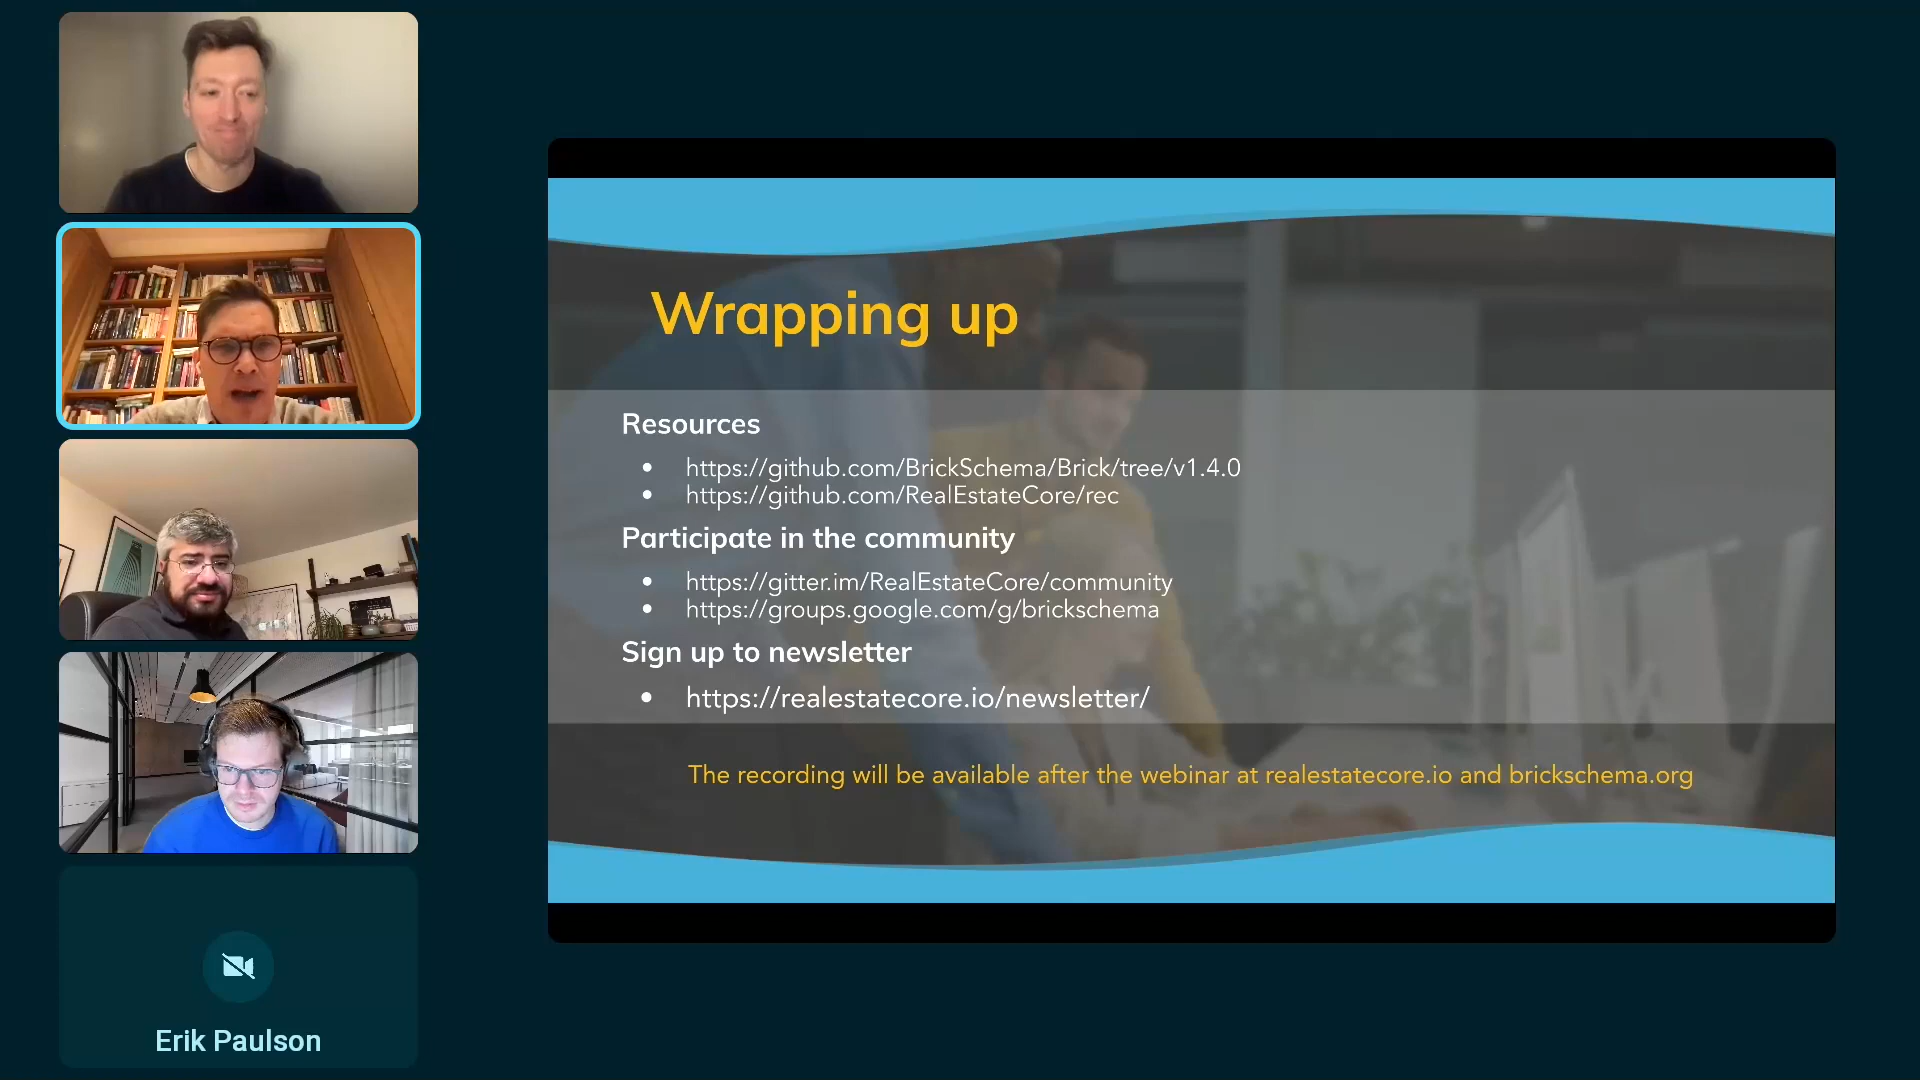 Wrapping up
Resources
• https://github.com/BrickSchema/Brick/tree/v1.4.0
• https://github.com/RealEstateCore/rec
Participate in the community
• https://gitter.im/RealEstateCore/community
• https://groups.google.com/g/brickschema
Sign up to newsletter
• https://realestatecore.io/newsletter/
The recording will be available after the webinar at realestatecore.io and brickschema.org
Erik Paulson